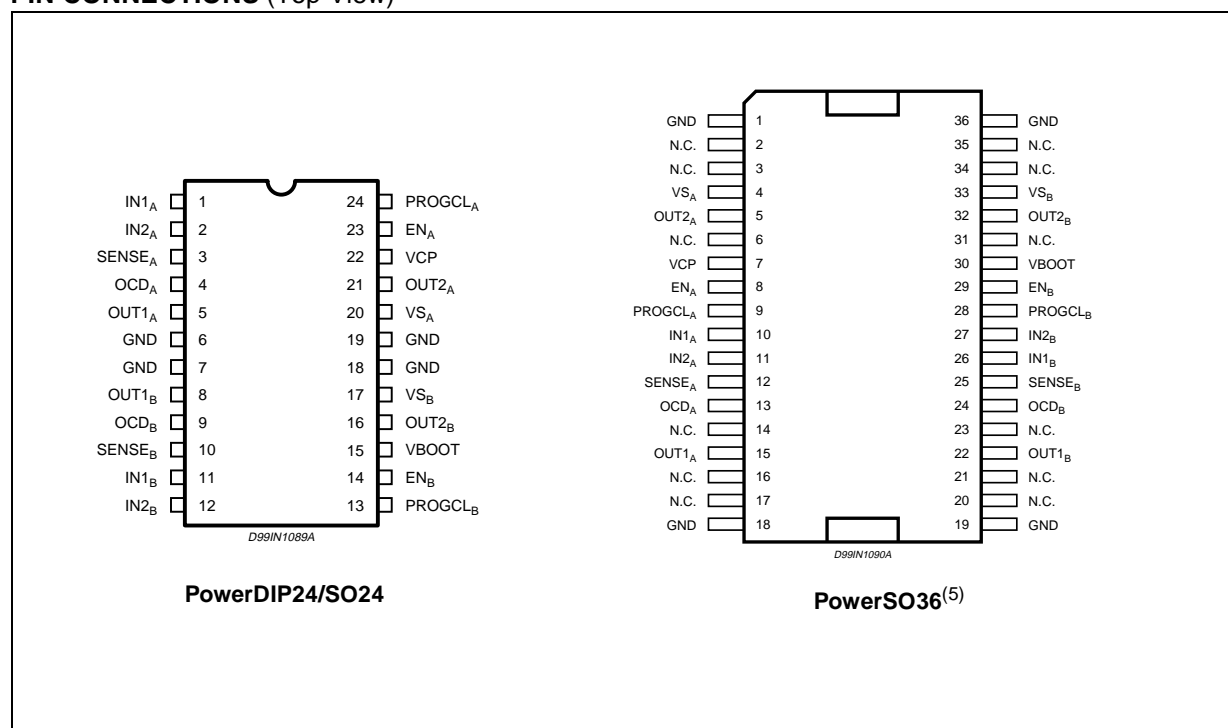 PIN CONNECTIONS (Top View)
IN1A 1 24 PROGCLA
IN2A 2 23 ENA
SENSEA 3 22 VCP
OCDA 4 21 OUT2A
OUT1A 5 20 VSA
GND 6 19 GND
GND 7 18 GND
OUT1B 8 17 VSB
OCDB 9 16 OUT2B
SENSEB 10 15 VBOOT
IN1B 11 14 ENB
IN2B 12 13 PROGCLB
D99IN1089A
PowerDIP24/SO24
GND 1 36 GND
N.C. 2 35 N.C.
N.C. 3 34 N.C.
VSA 4 33 VSB
OUT2A 5 32 OUT2B
N.C. 6 31 N.C.
VCP 7 30 VBOOT
ENA 8 29 ENB
PROGCLA 9 28 PROGCLB
IN1A 10 27 IN2B
IN2A 11 26 IN1B
SENSEA 12 25 SENSEB
OCDA 13 24 OCDB
N.C. 14 23 N.C.
OUT1A 15 22 OUT1B
N.C. 16 21 N.C.
N.C. 17 20 N.C.
GND 18 19 GND
D99IN1090A
PowerSO36(5)